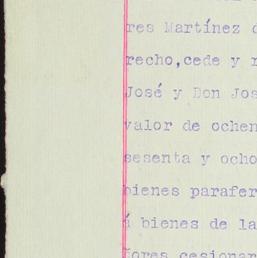 res Martínez d
recho, cede y r
José y Don Jos
valor de ochen
sesenta y ocho
bienes parafer
á bienes de la